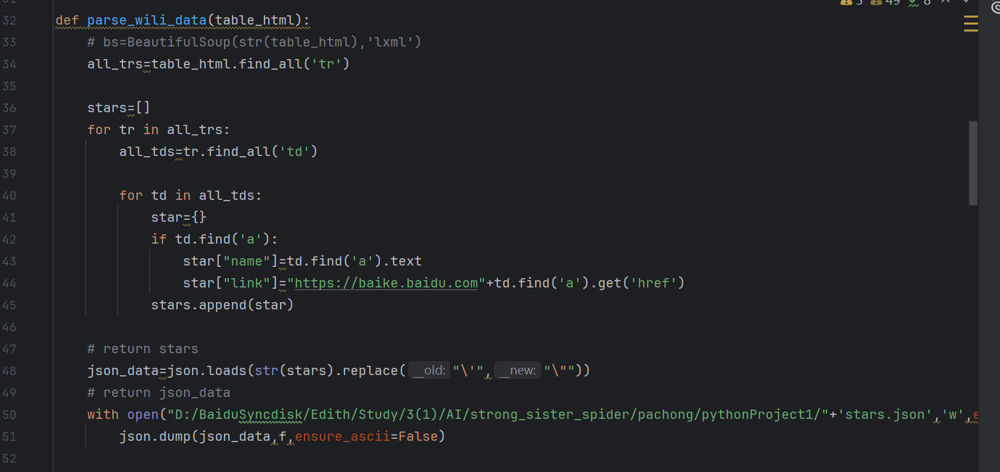 32 def parse_wili_data(table_html):
33 # bs=BeautifulSoup(str(table_html),'lxml')
34 all_trs=table_html.find_all('tr')
35
36 stars=[]
37 for tr in all_trs:
38 all_tds=tr.find_all('td')
39
40 for td in all_tds:
41 star={}
42 if td.find('a'):
43 star["name"]=td.find('a').text
44 star["link"]="https://baike.baidu.com"+td.find('a').get('href')
45 stars.append(star)
46
47 # return stars
48 json_data=json.loads(str(stars).replace( __old: "\'", __new: "\""))
49 # return json_data
50 with open("D:/BaiduSyncdisk/Edith/Study/3(1)/AI/strong_sister_spider/pachong/pythonProject1/"+'stars.json','w',
51 json.dump(json_data,f,ensure_ascii=False)
52